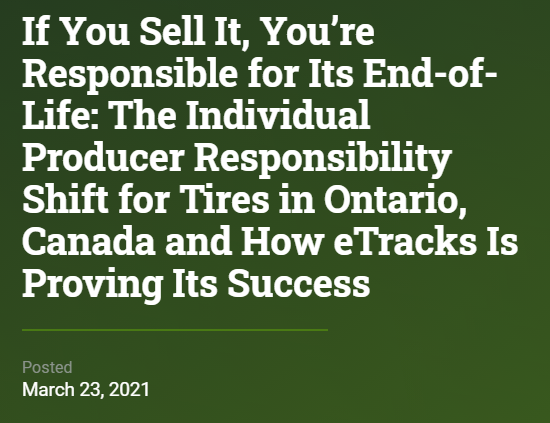 If You Sell It, You’re
Responsible for Its End-of-
Life: The Individual
Producer Responsibility
Shift for Tires in Ontario,
Canada and How eTracks Is
Proving Its Success
Posted
March 23, 2021